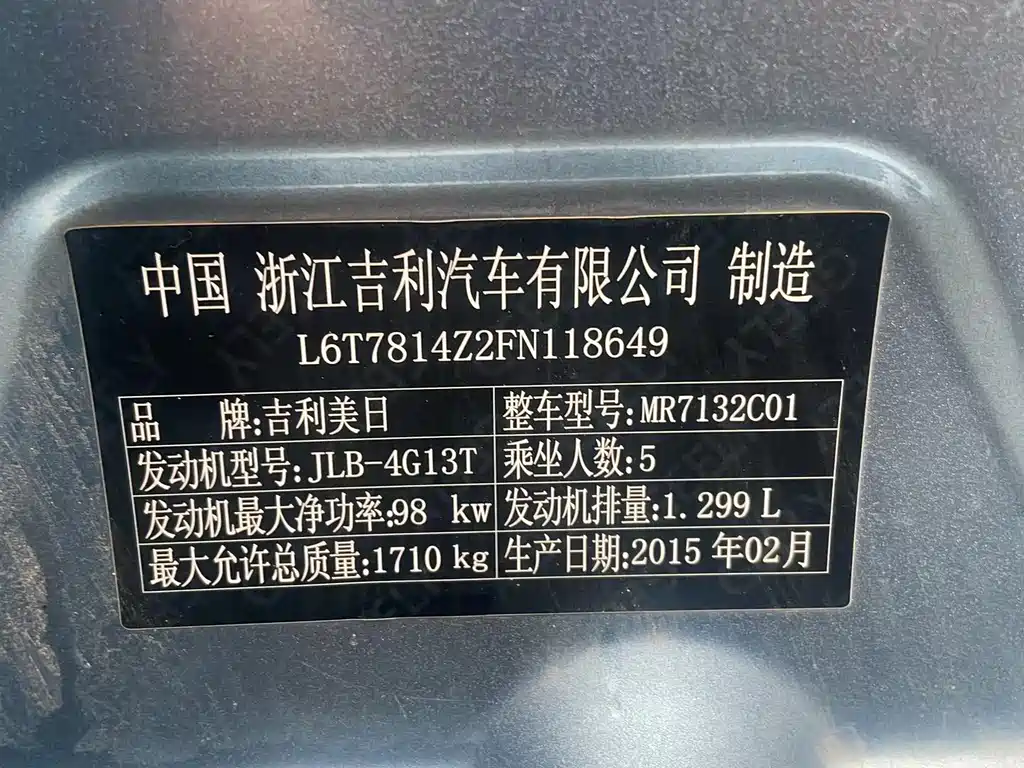 中国 浙江吉利汽车有限公司 制造
L6T7814Z2FN118649
品 牌:吉利美日 整车型号:MR7132C01
发动机型号:JLB-4G13T 乘坐人数:5
发动机最大净功率:98 kw 发动机排量:1.299 L
最大允许总质量:1710 kg 生产日期:2015 年02月